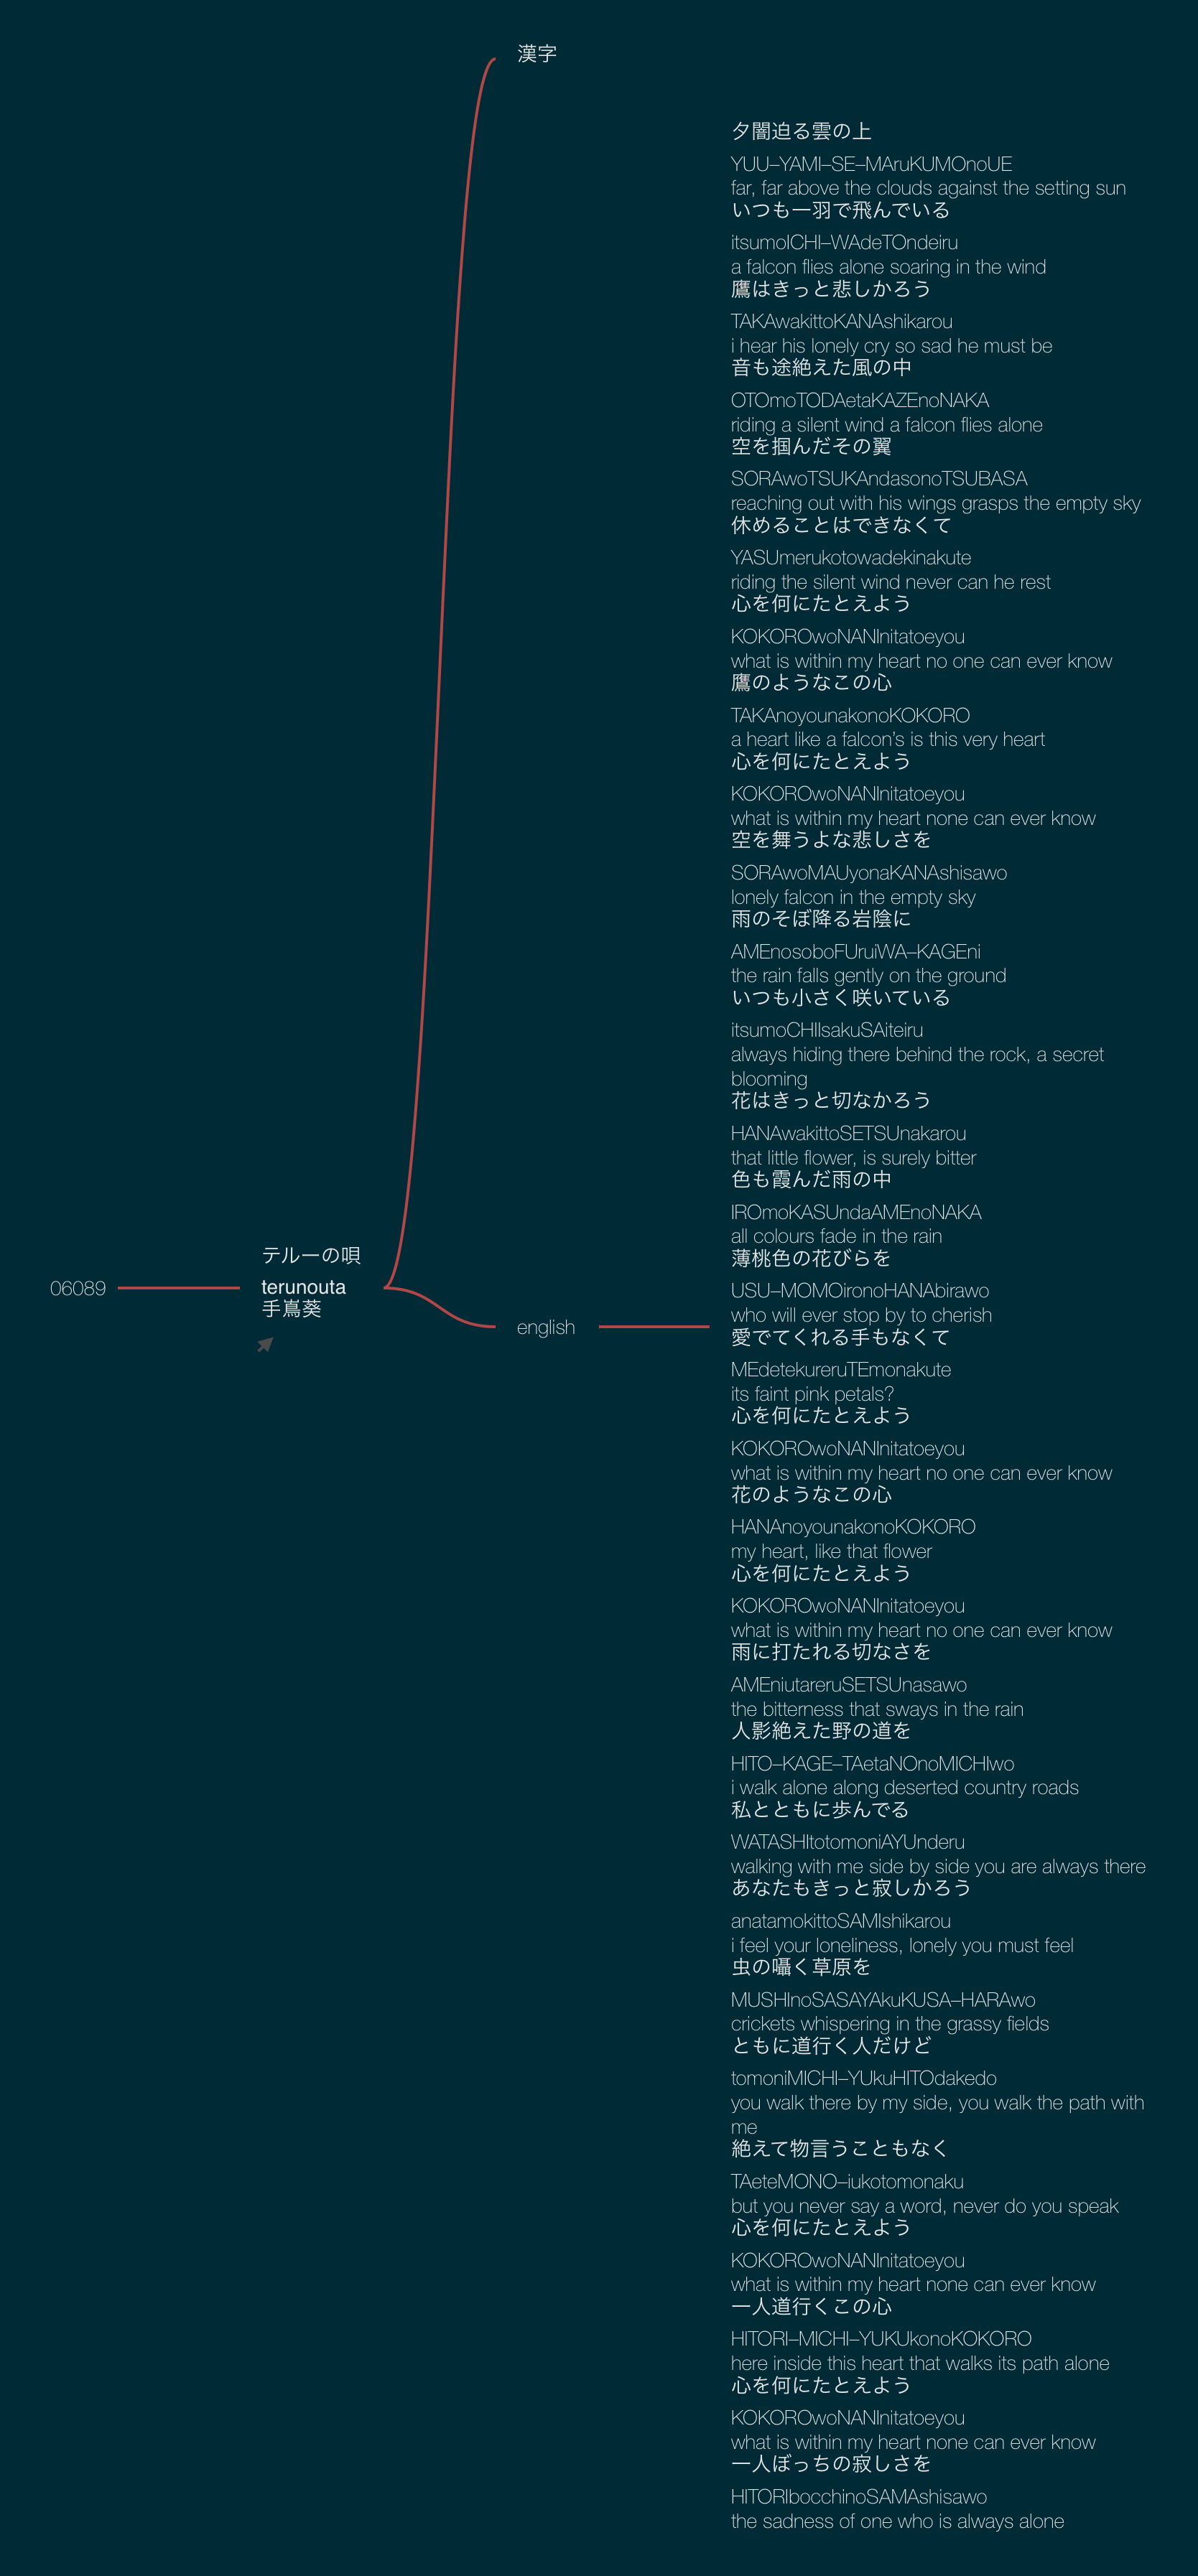 漢字
夕闇迫る雲の上
YUU–YAMI–SE–MAruKUMOnoUE
far, far above the clouds against the setting sun
いつも一羽で飛んでいる
itsumoICHI–WAdeTOndeiru
a falcon flies alone soaring in the wind
鷹はきっと悲しかろう
TAKAwakittoKANAshikarou
i hear his lonely cry so sad he must be
音も途絶えた風の中
OTOmoTODAetaKAZEnoNAKA
riding a silent wind a falcon flies alone
空を掴んだその翼
SORAwoTSUKAndasonoTSUBASA
reaching out with his wings grasps the empty sky
休めることはできなくて
YASUmerukotowadekinakute
riding the silent wind never can he rest
心を何にたとえよう
KOKOROwoNANInitatoeyou
what is within my heart no one can ever know
鷹のようなこの心
TAKAnoyounakonoKOKORO
a heart like a falcon's is this very heart
心を何にたとえよう
KOKOROwoNANInitatoeyou
what is within my heart none can ever know
空を舞うよな悲しさを
SORAwoMAUyonaKANAshisawo
lonely falcon in the empty sky
雨のそぼ降る岩陰に
AMEnosoboFUruiWA–KAGEni
the rain falls gently on the ground
いつも小さく咲いている
itsumoCHIIsakuSAiteiru
always hiding there behind the rock, a secret
blooming
花はきっと切なかろう
HANAwakittoSETSUnakarou
that little flower, is surely bitter
色も霞んだ雨の中
IROmoKASUndaAMEnoNAKA
all colours fade in the rain
薄桃色の花びらを
USU–MOMOironoHANAbirawo
who will ever stop by to cherish
愛でてくれる手もなくて
MEdetekureruTEmonakute
its faint pink petals?
心を何にたとえよう
KOKOROwoNANInitatoeyou
what is within my heart no one can ever know
花のようなこの心
HANAnoyounakonoKOKORO
my heart, like that flower
心を何にたとえよう
KOKOROwoNANInitatoeyou
what is within my heart no one can ever know
雨に打たれる切なさを
AMEniutareruSETSUnasawo
the bitterness that sways in the rain
人影絶えた野の道を
HITO–KAGE–TAetaNOnoMICHIwo
i walk alone along deserted country roads
私とともに歩んでる
WATASHItotomoniAYUnderu
walking with me side by side you are always there
あなたもきっと寂しかろう
anatamokittoSAMIshikarou
i feel your loneliness, lonely you must feel
虫の囁く草原を
MUSHInoSASAYAkuKUSA–HARAwo
crickets whispering in the grassy fields
ともに道行く人だけど
tomoniMICHI–YUkuHITOdakedo
you walk there by my side, you walk the path with
me
絶えて物言うこともなく
TAeteMONO–iukotomonaku
but you never say a word, never do you speak
心を何にたとえよう
KOKOROwoNANInitatoeyou
what is within my heart none can ever know
一人道行くこの心
HITORI–MICHI–YUKUkonoKOKORO
here inside this heart that walks its path alone
心を何にたとえよう
KOKOROwoNANInitatoeyou
what is within my heart none can ever know
一人ぼっちの寂しさを
HITORIbocchinoSAMAshisawo
the sadness of one who is always alone
06089
テルーの唄
terunouta
手嶌葵
english